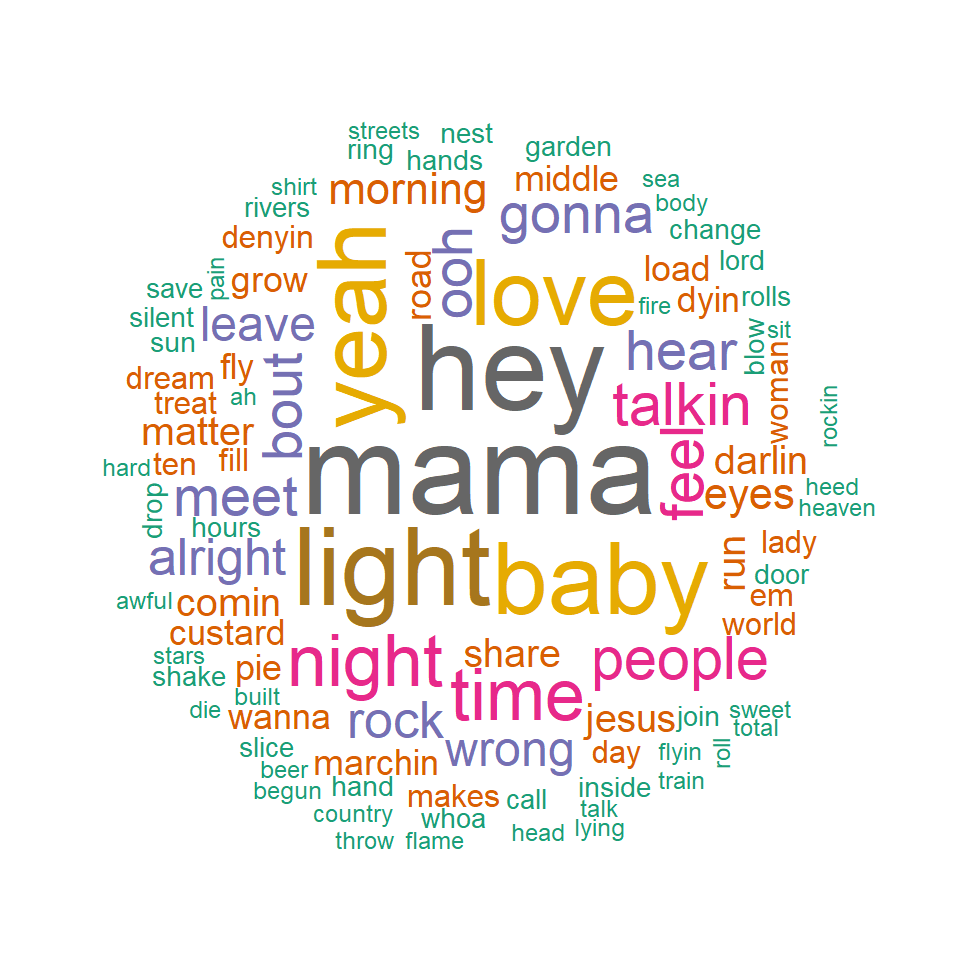 streets
nest
ring
hands
garden
shirt
morning
middle
sea
rivers
gonna
body
denyin
yeah
ooh
change
pain
grow
road
love
load
lord
save
fire
dyin
rolls
silent
leave
hey
hear
blow
sit
sun
bout
fly
woman
dream
treat
ah
talkin
rockin
matter
mama
feel
darlin
hard
ten
fill
eyes
heed
drop
meet
heaven
hours
light
baby
run
lady
alright
door
awful
comin
em
custard
world
stars
night
share
people
shake
pie
time
die
built
wanna
rock
jesus
join
sweet
total
slice
wrong
day
flyin
roll
beer
marchin
begun
hand
makes
call
inside
train
country
whoa
talk
throw
flame
head
lying